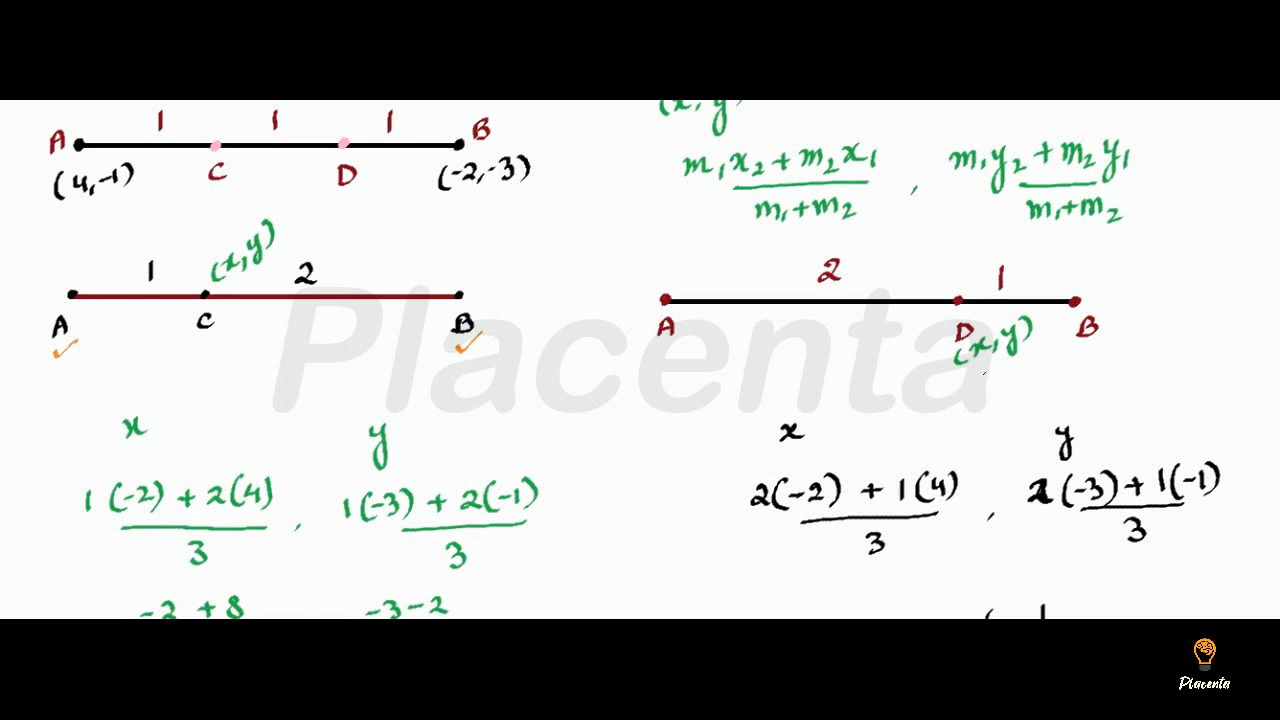 1 1 1
A B
C D
(4,-1) (-2,-3)
1 (x,y) 2
A C B
x y
1(-2) + 2(4) , 1(-3) + 2(-1)
3 3
-2 + 8 -3-2
(x, y
m₁x₂ + m₂x₁ , m₁y₂ + m₂y₁
m₁+m₂ m₁+m₂
2 1
A D B
(x,y)
x y
2(-2) + 1(4) , 2(-3) + 1(-1)
3 3
Placenta
Placenta